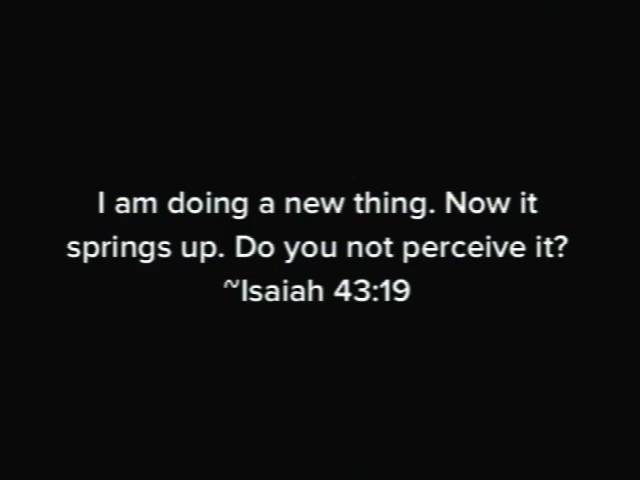 I am doing a new thing. Now it
springs up. Do you not perceive it?
~Isaiah 43:19